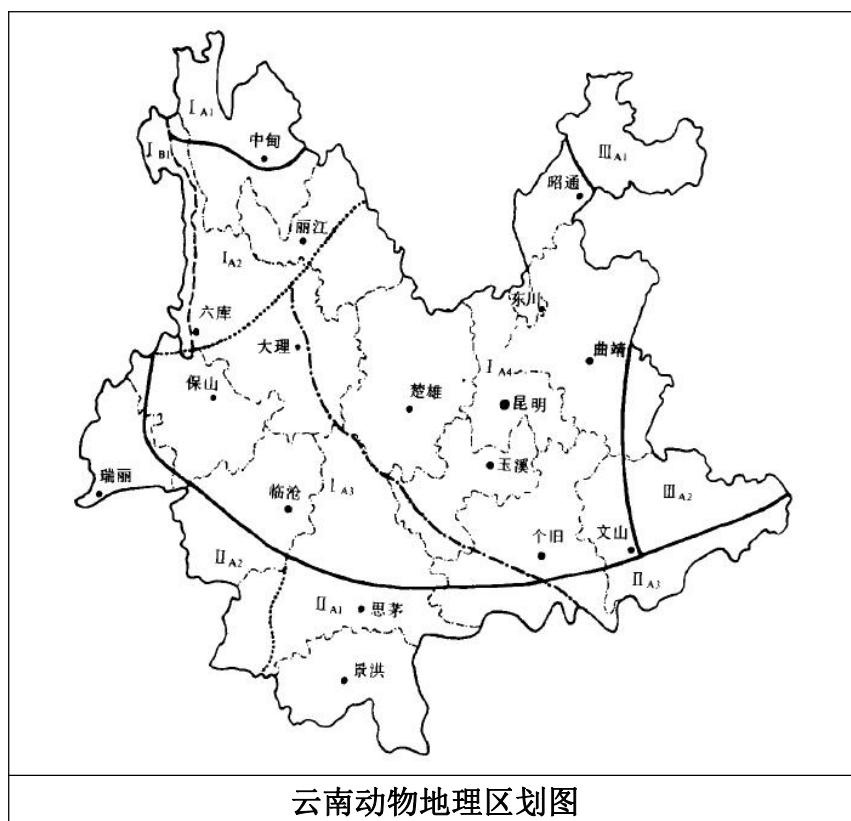 Ⅰ A1
中甸
Ⅰ B1
Ⅲ A1
昭通
丽江
Ⅰ A2
六库
东川
大理
曲靖
Ⅰ A4
保山
楚雄
昆明
瑞丽
玉溪
临沧
Ⅰ A3
Ⅲ A2
个旧
文山
Ⅱ A2
Ⅱ A3
Ⅱ A1
思茅
景洪
云南动物地理区划图